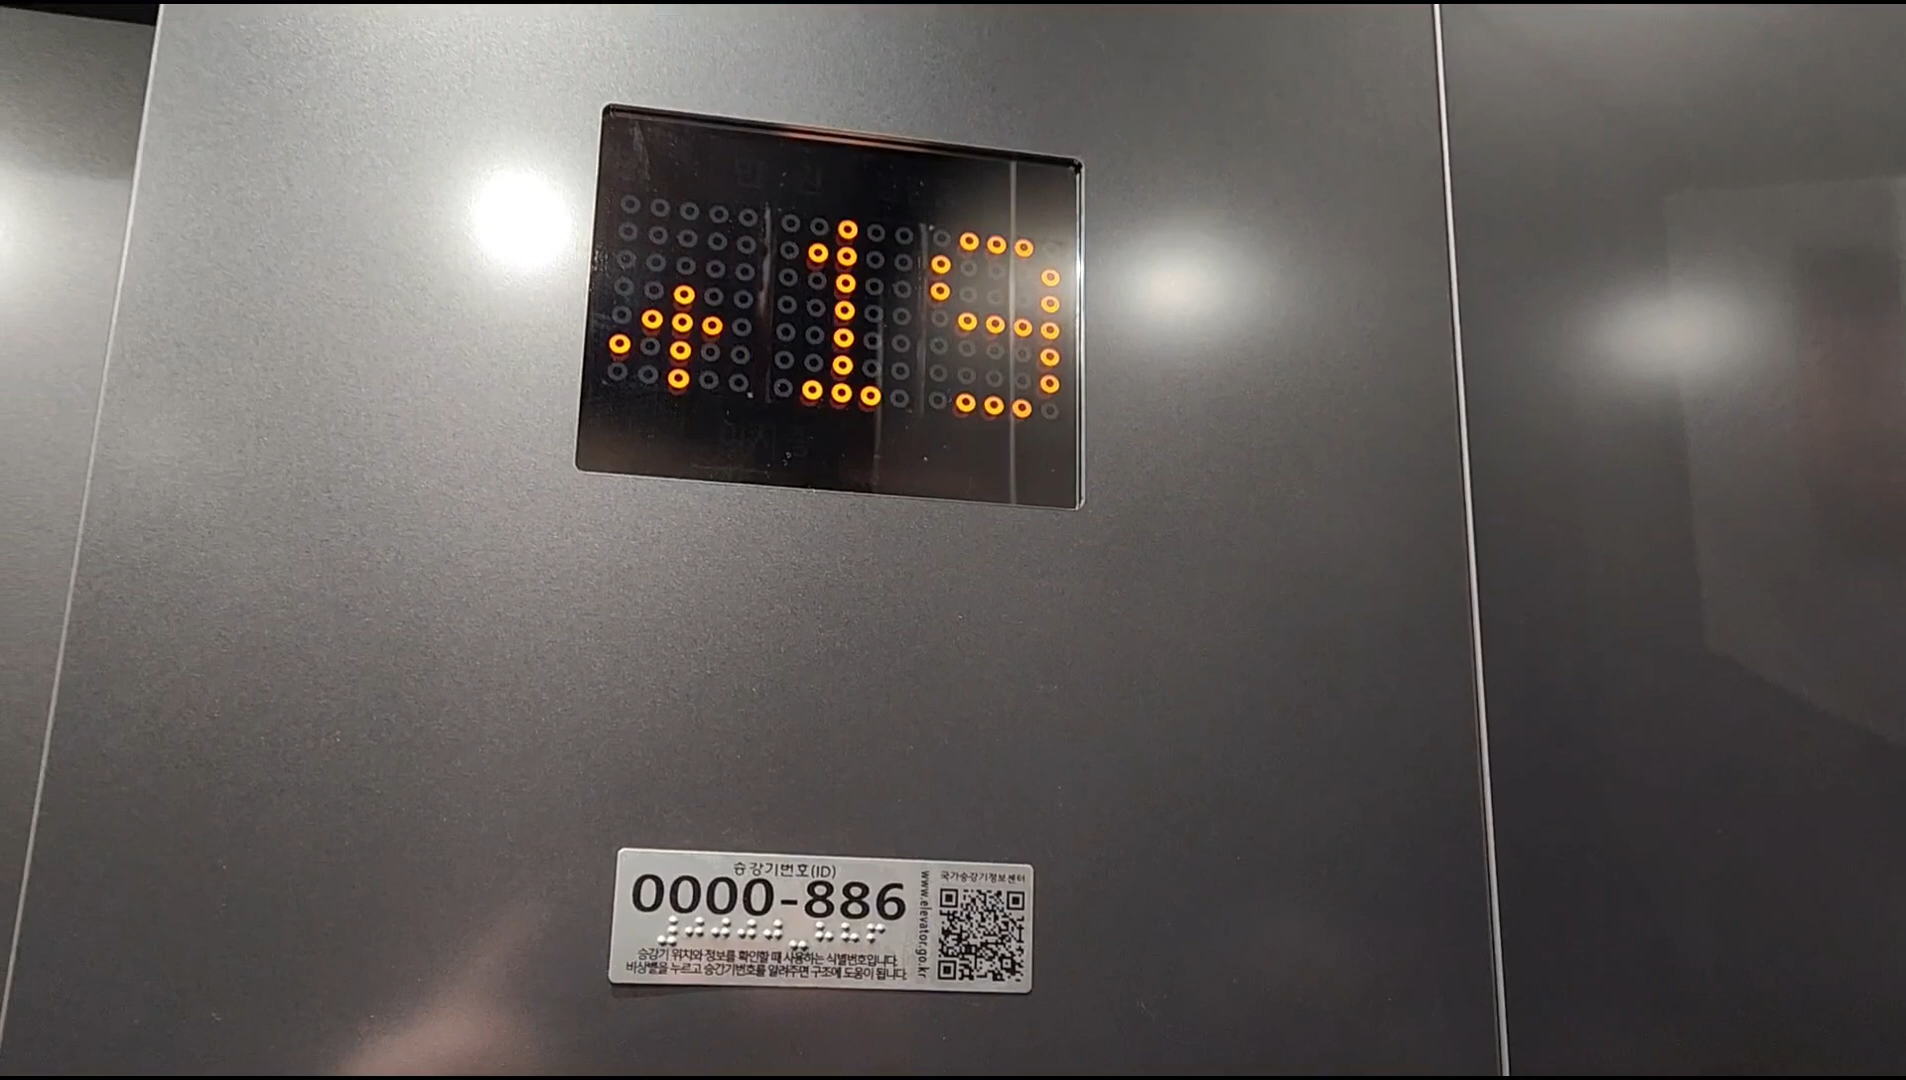 19
승강기번호(ID)
0000-886
승강기 위치와 정보를 확인할 때 사용하는 식별번호입니다.
비상벨을 누르고 승강기번호를 알려주면 구조에 도움이 됩니다.
www.elevator.go.kr
국가승강기정보센터